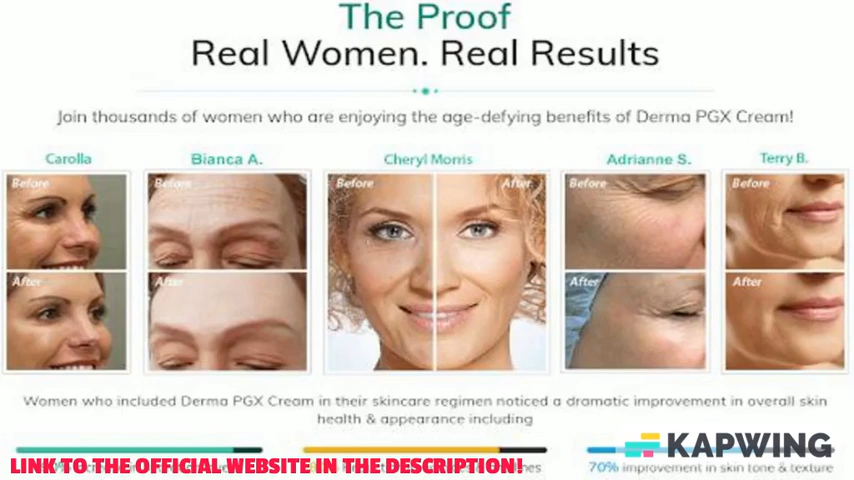 The Proof
Real Women. Real Results
Join thousands of women who are enjoying the age-defying benefits of Derma PGX Cream!
Carolla
Bianca A.
Cheryl Morris
Adrianne S.
Terry B.
Before
Before
Before
After
Before
Before
After
After
After
After
Women who included Derma PGX Cream in their skincare regimen noticed a dramatic improvement in overall skin
health & appearance including
KAPWING
LINK TO THE OFFICIAL WEBSITE IN THE DESCRIPTION!
70% improvement in skin tone & texture